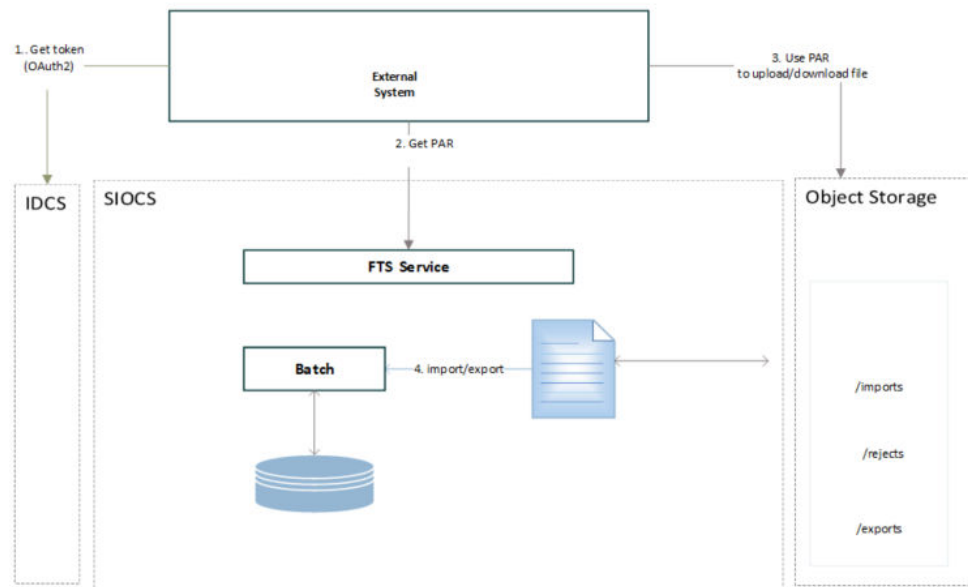 1. . Get token
(OAuth2)
External
System
3. Use PAR
to upload/download file
2. Get PAR
IDCS
SIOCS
Object Storage
FTS Service
Batch
4. import/export
/imports
/rejects
/exports